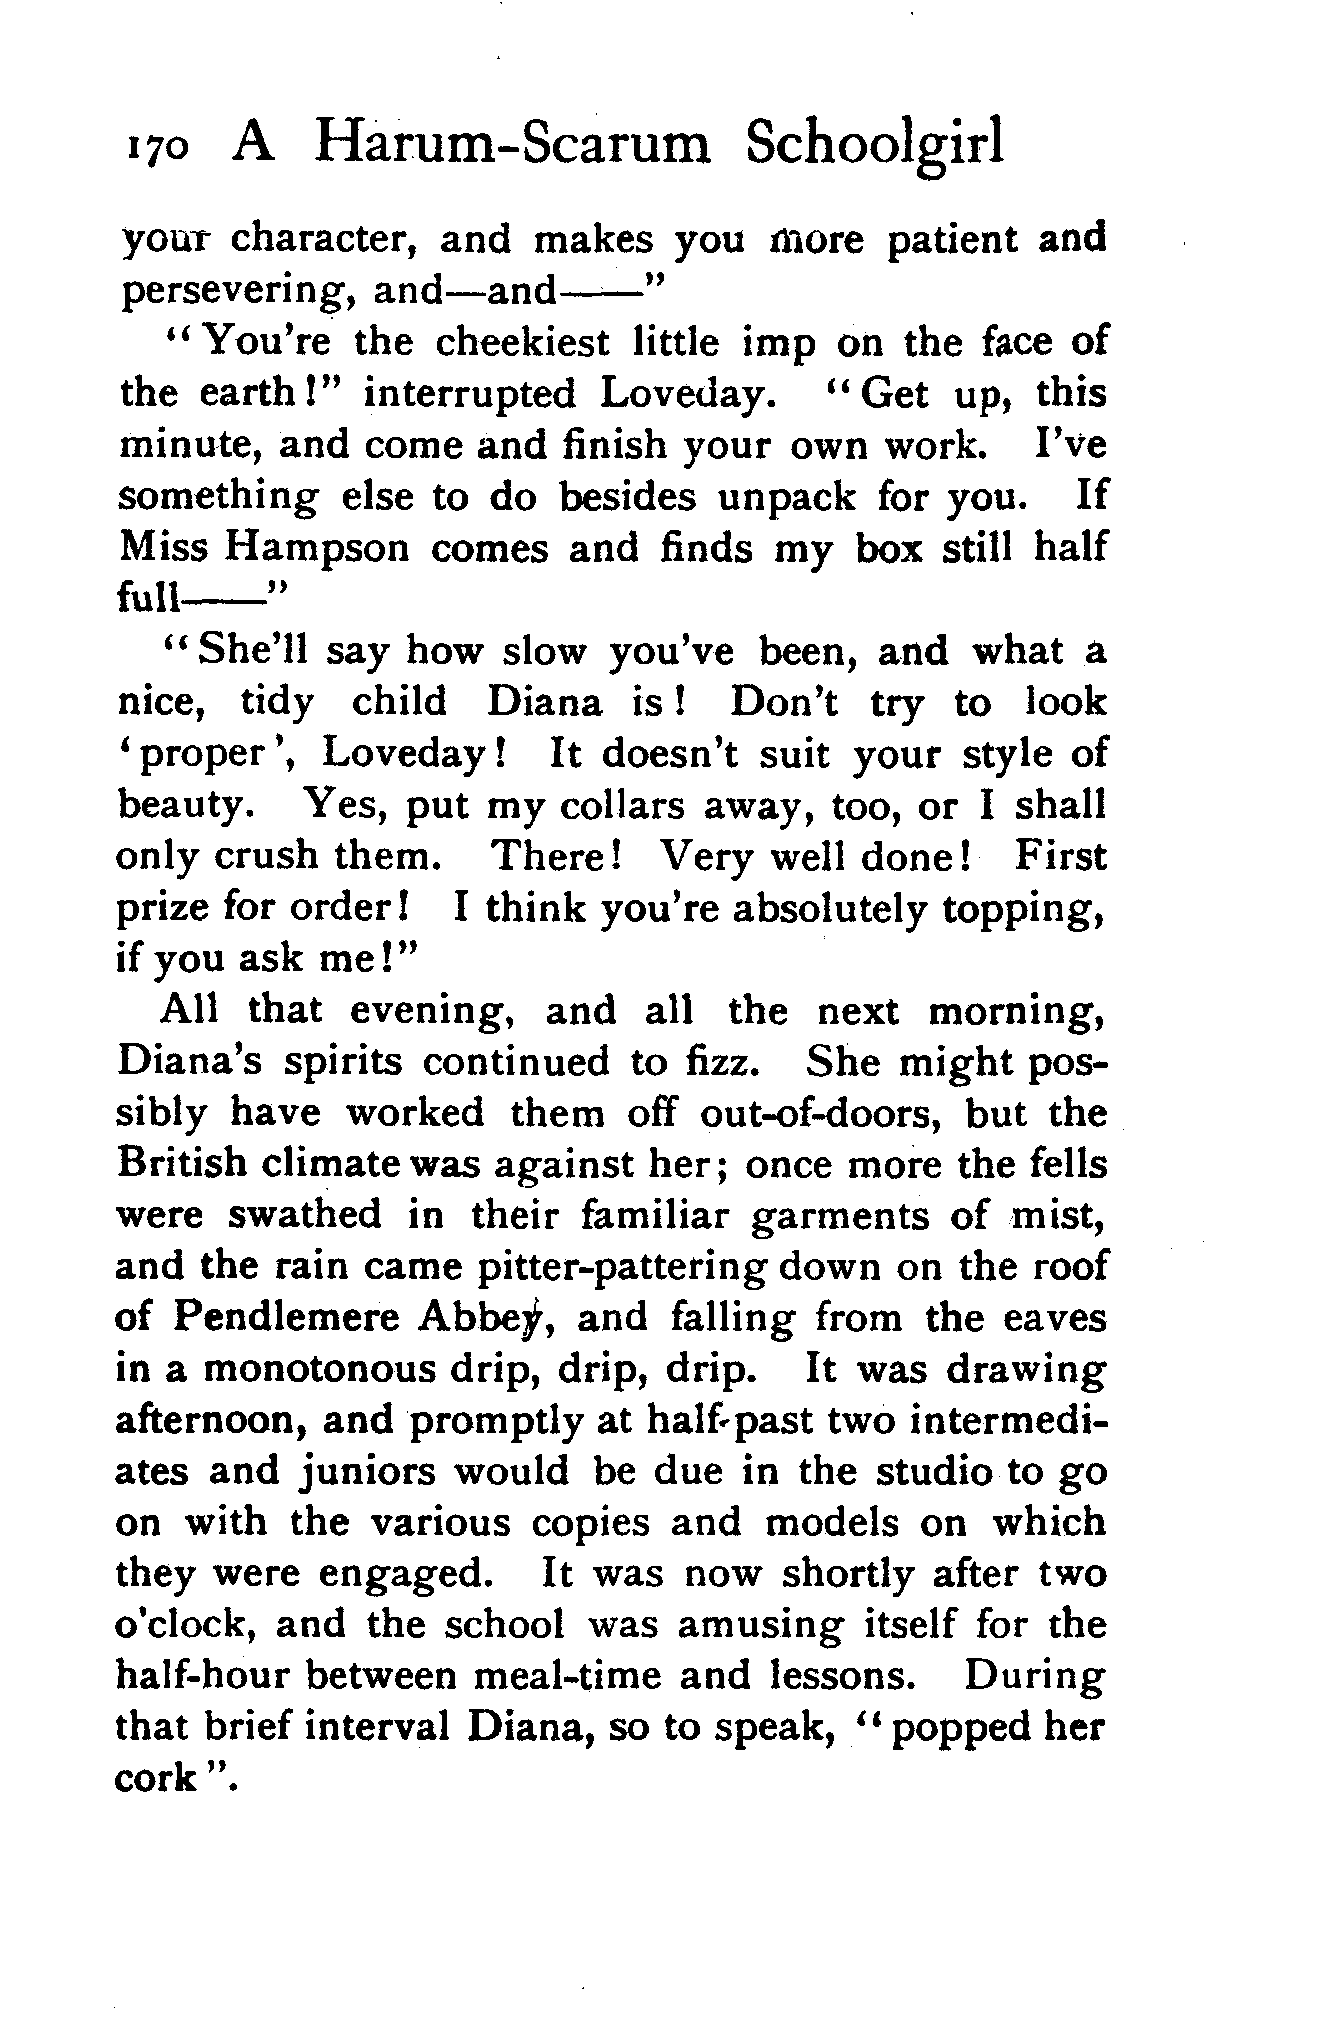 170 A Harum-Scarum Schoolgirl
your character, and makes you more patient and
persevering, and—and——"
"You're the cheekiest little imp on the face of
the earth!" interrupted Loveday. "Get up, this
minute, and come and finish your own work. I've
something else to do besides unpack for you. If
Miss Hampson comes and finds my box still half
full——"
"She'll say how slow you've been, and what a
nice, tidy child Diana is! Don't try to look
'proper', Loveday! It doesn't suit your style of
beauty. Yes, put my collars away, too, or I shall
only crush them. There! Very well done! First
prize for order! I think you're absolutely topping,
if you ask me!"
All that evening, and all the next morning,
Diana's spirits continued to fizz. She might pos-
sibly have worked them off out-of-doors, but the
British climate was against her; once more the fells
were swathed in their familiar garments of mist,
and the rain came pitter-pattering down on the roof
of Pendlemere Abbey, and falling from the eaves
in a monotonous drip, drip, drip. It was drawing
afternoon, and promptly at half-past two intermedi-
ates and juniors would be due in the studio to go
on with the various copies and models on which
they were engaged. It was now shortly after two
o'clock, and the school was amusing itself for the
half-hour between meal-time and lessons. During
that brief interval Diana, so to speak, "popped her
cork".